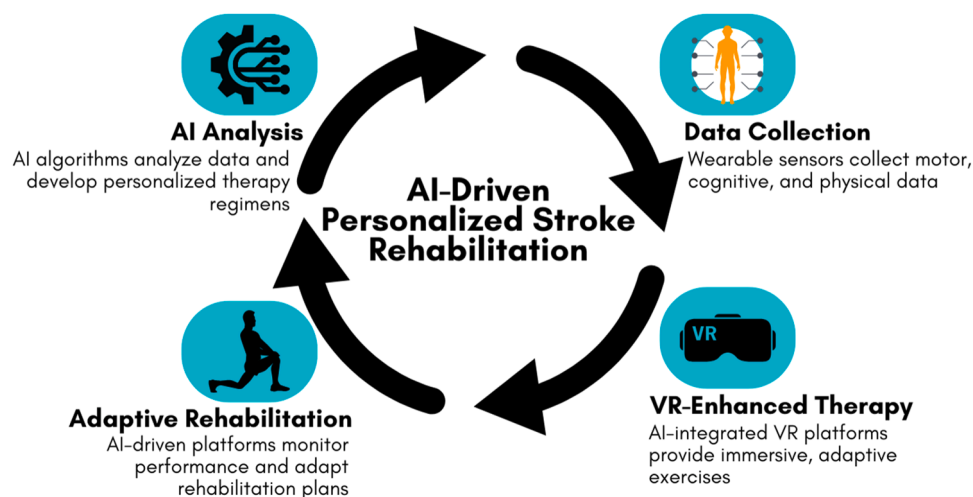 AI Analysis
AI algorithms analyze data and
develop personalized therapy
regimens
Data Collection
Wearable sensors collect motor,
cognitive, and physical data
AI-Driven
Personalized Stroke
Rehabilitation
VR
VR-Enhanced Therapy
AI-integrated VR platforms
provide immersive, adaptive
exercises
Adaptive Rehabilitation
AI-driven platforms monitor
performance and adapt
rehabilitation plans